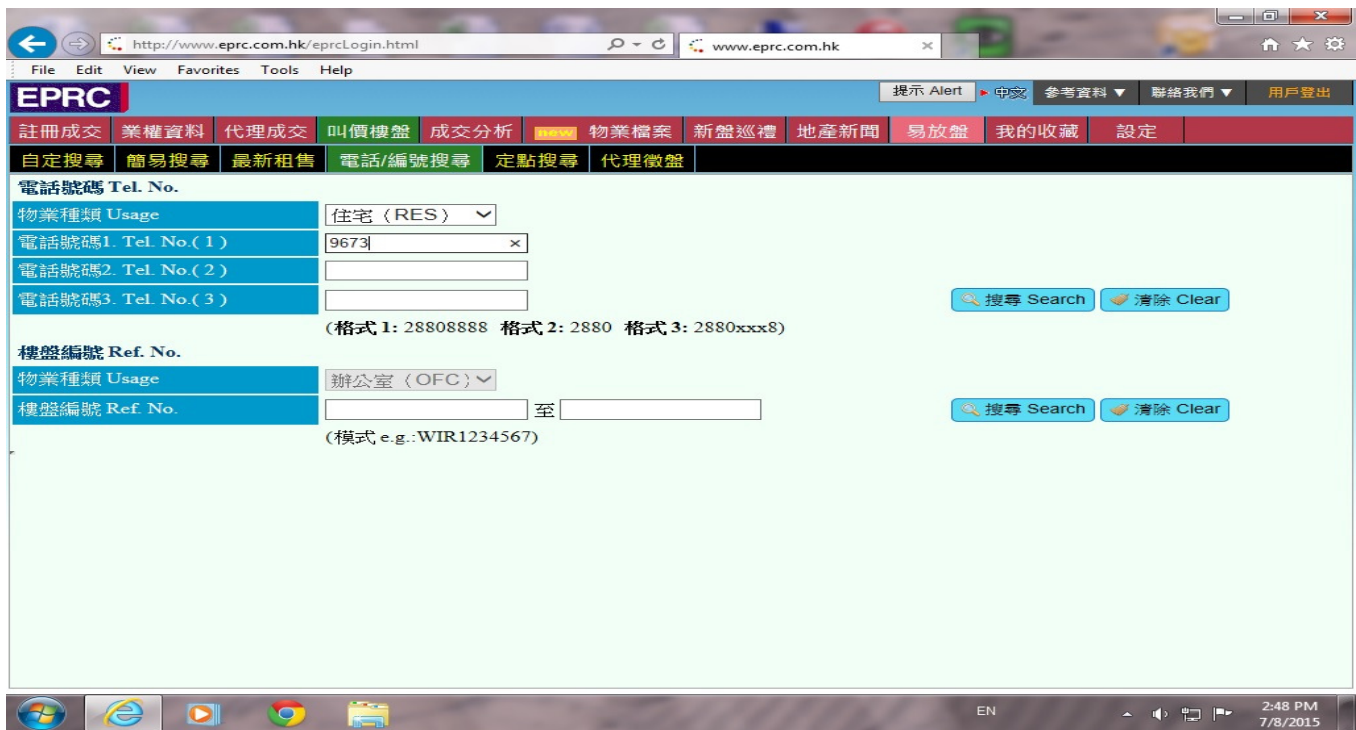 http://www.eprc.com.hk/eprcLogin.html www.eprc.com.hk
File Edit View Favorites Tools Help
EPRC 提示 Alert 中文 參考資料 ▼ 聯絡我們 ▼ 用戶登出
註冊成交 業權資料 代理成交 叫價樓盤 成交分析 new 物業檔案 新盤巡禮 地產新聞 易放盤 我的收藏 設定
自定搜尋 簡易搜尋 最新租售 電話/編號搜尋 定點搜尋 代理徵盤
電話號碼 Tel. No.
物業種類 Usage 住宅（RES）
電話號碼1. Tel. No.( 1 ) 9673 ×
電話號碼2. Tel. No.( 2 )
電話號碼3. Tel. No.( 3 ) 搜尋 Search 清除 Clear
(格式 1: 28808888 格式 2: 2880 格式 3: 2880xxx8)
樓盤編號 Ref. No.
物業種類 Usage 辦公室（OFC）
樓盤編號 Ref. No. 至 搜尋 Search 清除 Clear
(模式 e.g.:WIR1234567)
EN 2:48 PM
7/8/2015